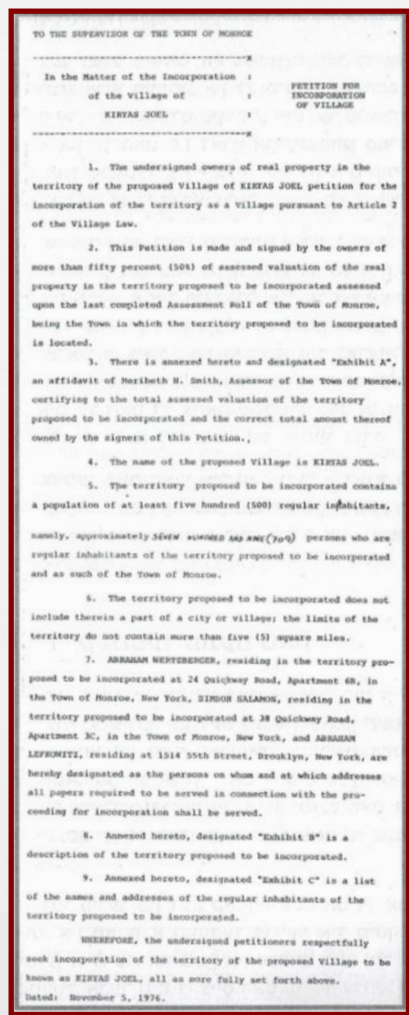 TO THE SUPERVISOR OF THE TOWN OF MONROE
In the Matter of the Incorporation :
of the Village of : PETITION FOR
INCORPORATION
KIRYAS JOEL : OF VILLAGE
1. The undersigned owners of real property in the
territory of the proposed Village of KIRYAS JOEL petition for the
incorporation of the territory as a Village pursuant to Article 2
of the Village Law.
2. This Petition is made and signed by the owners of
more than fifty percent (50%) of assessed valuation of the real
property in the territory proposed to be incorporated assessed
upon the last completed Assessment Roll of the Town of Monroe,
being the Town in which the territory proposed to be incorporated
is located.
3. There is annexed hereto and designated "Exhibit A",
an affidavit of Meribeth H. Smith, Assessor of the Town of Monroe,
certifying to the total assessed valuation of the territory
proposed to be incorporated and the correct total amount thereof
owned by the signers of this Petition.
4. The name of the proposed Village is KIRYAS JOEL.
5. The territory proposed to be incorporated contains
a population of at least five hundred (500) regular inhabitants,
namely, approximately SEVEN HUNDRED AND NINE (709) persons who are
regular inhabitants of the territory proposed to be incorporated
and as such of the Town of Monroe.
6. The territory proposed to be incorporated does not
include therein a part of a city or village; the limits of the
territory do not contain more than five (5) square miles.
7. ABRAHAM WERTZBERGER, residing in the territory pro-
posed to be incorporated at 24 Quickway Road, Apartment 6B, in
the Town of Monroe, New York, SIMSON SALAMON, residing in the
territory proposed to be incorporated at 38 Quickway Road,
Apartment 3C, in the Town of Monroe, New York, and ABRAHAM
LEFKOWITZ, residing at 1514 55th Street, Brooklyn, New York, are
hereby designated as the persons on whom and at which addresses
all papers required to be served in connection with the pro-
ceeding for incorporation shall be served.
8. Annexed hereto, designated "Exhibit B" is a
description of the territory proposed to be incorporated.
9. Annexed hereto, designated "Exhibit C" is a list
of the names and addresses of the regular inhabitants of the
territory proposed to be incorporated.
WHEREFORE, the undersigned petitioners respectfully
seek incorporation of the territory of the proposed Village to be
known as KIRYAS JOEL, all as more fully set forth above.
Dated: November 5, 1976.